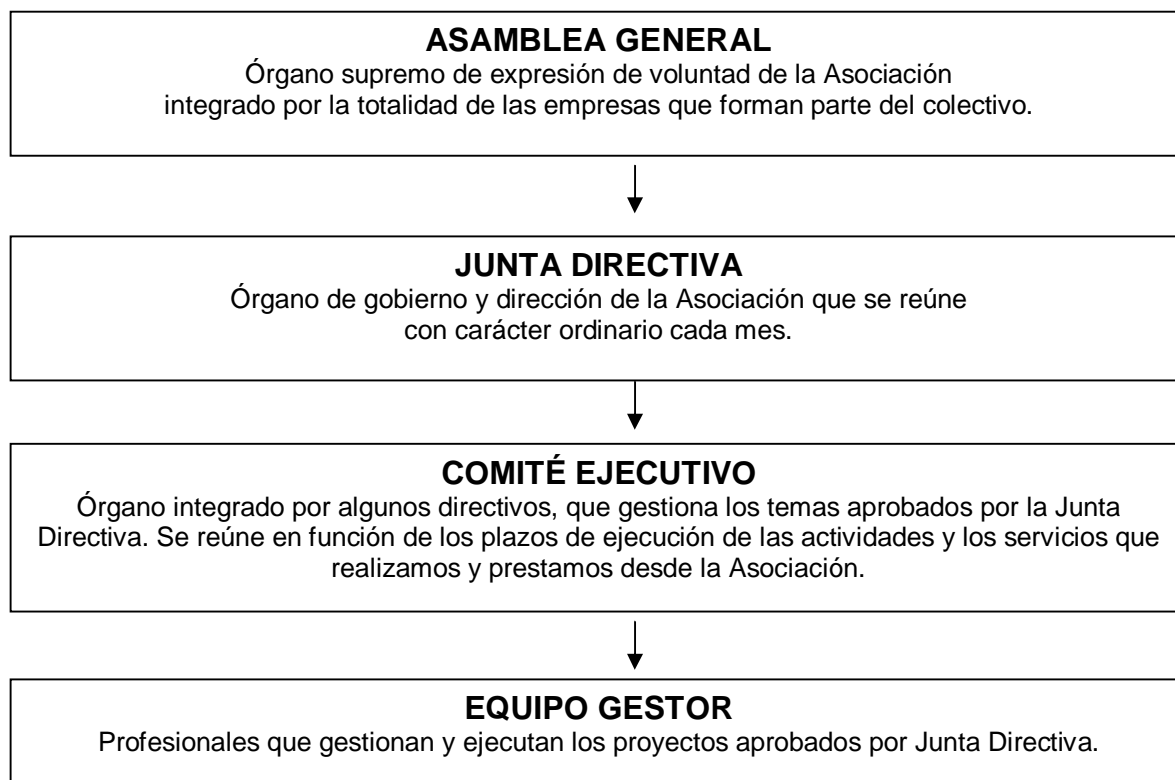 ASAMBLEA GENERAL
Órgano supremo de expresión de voluntad de la Asociación
integrado por la totalidad de las empresas que forman parte del colectivo.
JUNTA DIRECTIVA
Órgano de gobierno y dirección de la Asociación que se reúne
con carácter ordinario cada mes.
COMITÉ EJECUTIVO
Órgano integrado por algunos directivos, que gestiona los temas aprobados por la Junta
Directiva. Se reúne en función de los plazos de ejecución de las actividades y los servicios que
realizamos y prestamos desde la Asociación.
EQUIPO GESTOR
Profesionales que gestionan y ejecutan los proyectos aprobados por Junta Directiva.